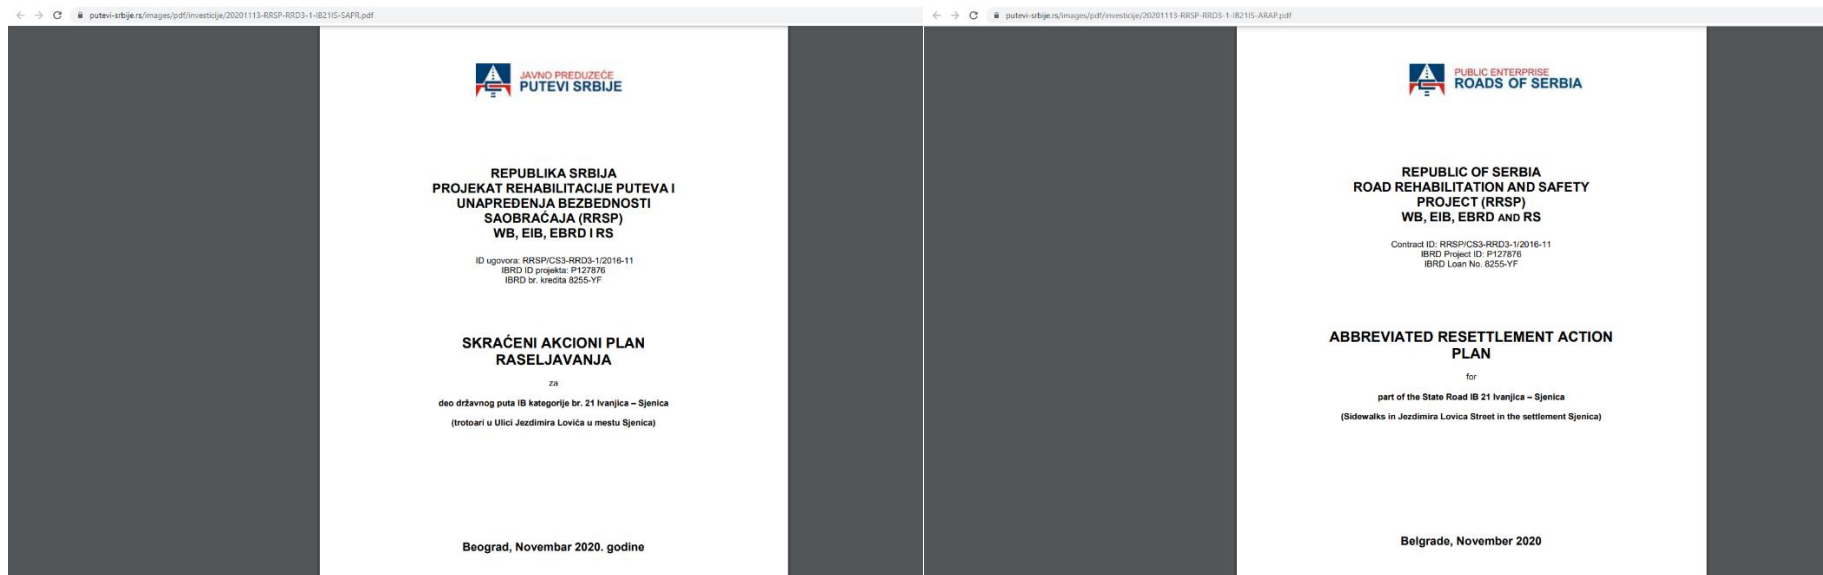 putevi-srbije.rs/images/pdf/investicije/20201113-RRSP-RRD3-1-IB21IS-SAPR.pdf
JAVNO PREDUZEĆE
PUTEVI SRBIJE
REPUBLIKA SRBIJA
PROJEKAT REHABILITACIJE PUTEVA I
UNAPREĐENJA BEZBEDNOSTI
SAOBRAĆAJA (RRSP)
WB, EIB, EBRD I RS
ID ugovora: RRSP/CS3-RRD3-1/2016-11
IBRD ID projekta: P127876
IBRD br. kredita 8255-YF
SKRAĆENI AKCIONI PLAN
RASELJAVANJA
za
deo državnog puta IB kategorije br. 21 Ivanjica – Sjenica
(trotoari u Ulici Jezdimira Lovića u mestu Sjenica)
Beograd, Novembar 2020. godine
putevi-srbije.rs/images/pdf/investicije/20201113-RRSP-RRD3-1-IB21IS-ARAP.pdf
PUBLIC ENTERPRISE
ROADS OF SERBIA
REPUBLIC OF SERBIA
ROAD REHABILITATION AND SAFETY
PROJECT (RRSP)
WB, EIB, EBRD AND RS
Contract ID: RRSP/CS3-RRD3-1/2016-11
IBRD Project ID: P127876
IBRD Loan No. 8255-YF
ABBREVIATED RESETTLEMENT ACTION
PLAN
for
part of the State Road IB 21 Ivanjica – Sjenica
(Sidewalks in Jezdimira Lovica Street in the settlement Sjenica)
Belgrade, November 2020